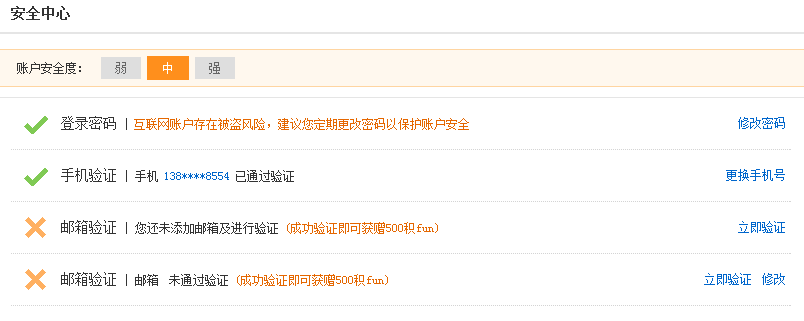 安全中心
账户安全度： 弱 中 强
登录密码 | 互联网账户存在被盗风险，建议您定期更改密码以保护账户安全 修改密码
手机验证 | 手机 138****8554 已通过验证 更换手机号
邮箱验证 | 您还未添加邮箱及进行验证 (成功验证即可获赠500积fun) 立即验证
邮箱验证 | 邮箱 未通过验证 (成功验证即可获赠500积fun) 立即验证 修改